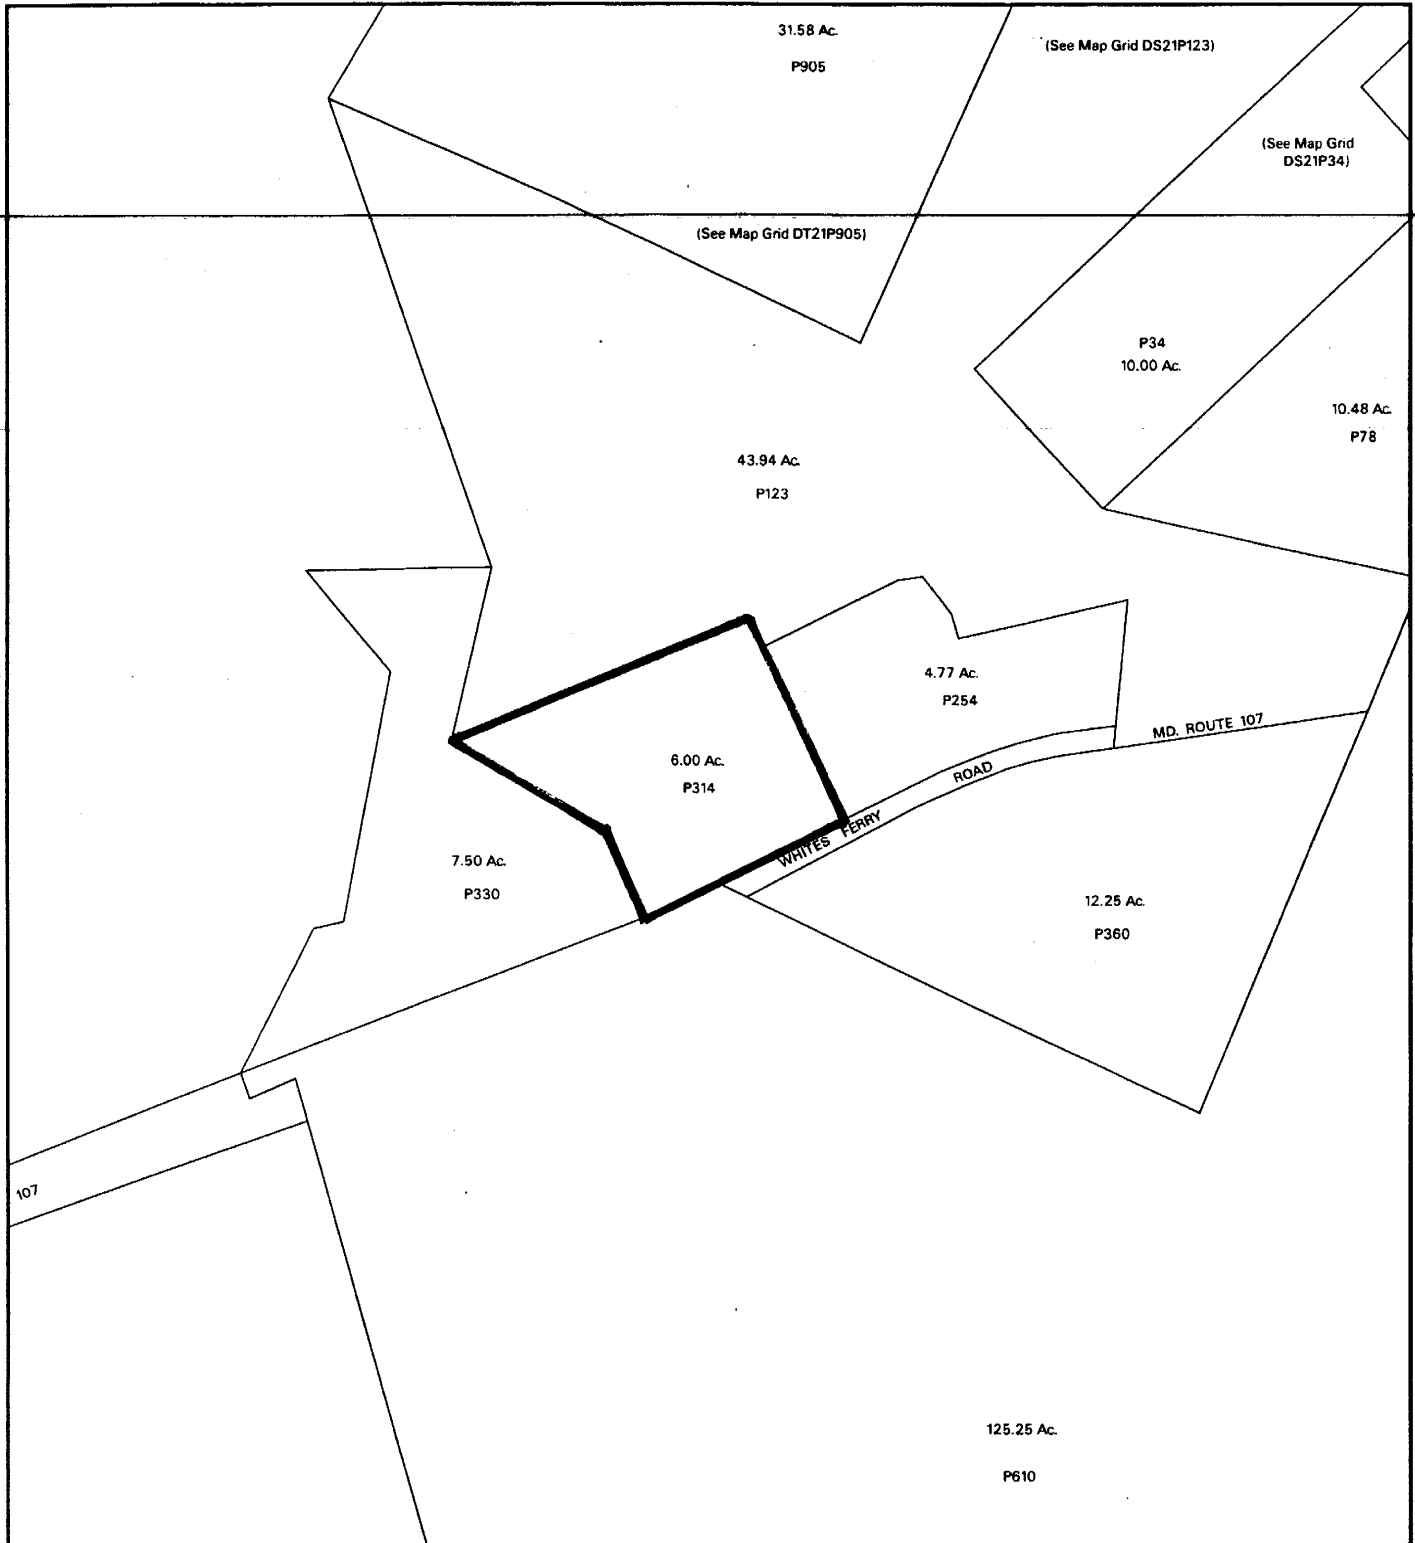 31.58 Ac.
P905
(See Map Grid DS21P123)
(See Map Grid
DS21P34)
(See Map Grid DT21P905)
P34
10.00 Ac.
10.48 Ac.
P78
43.94 Ac.
P123
4.77 Ac.
P254
MD. ROUTE 107
6.00 Ac.
P314
WHITES FERRY ROAD
7.50 Ac.
P330
12.25 Ac.
P360
107
125.25 Ac.
P610